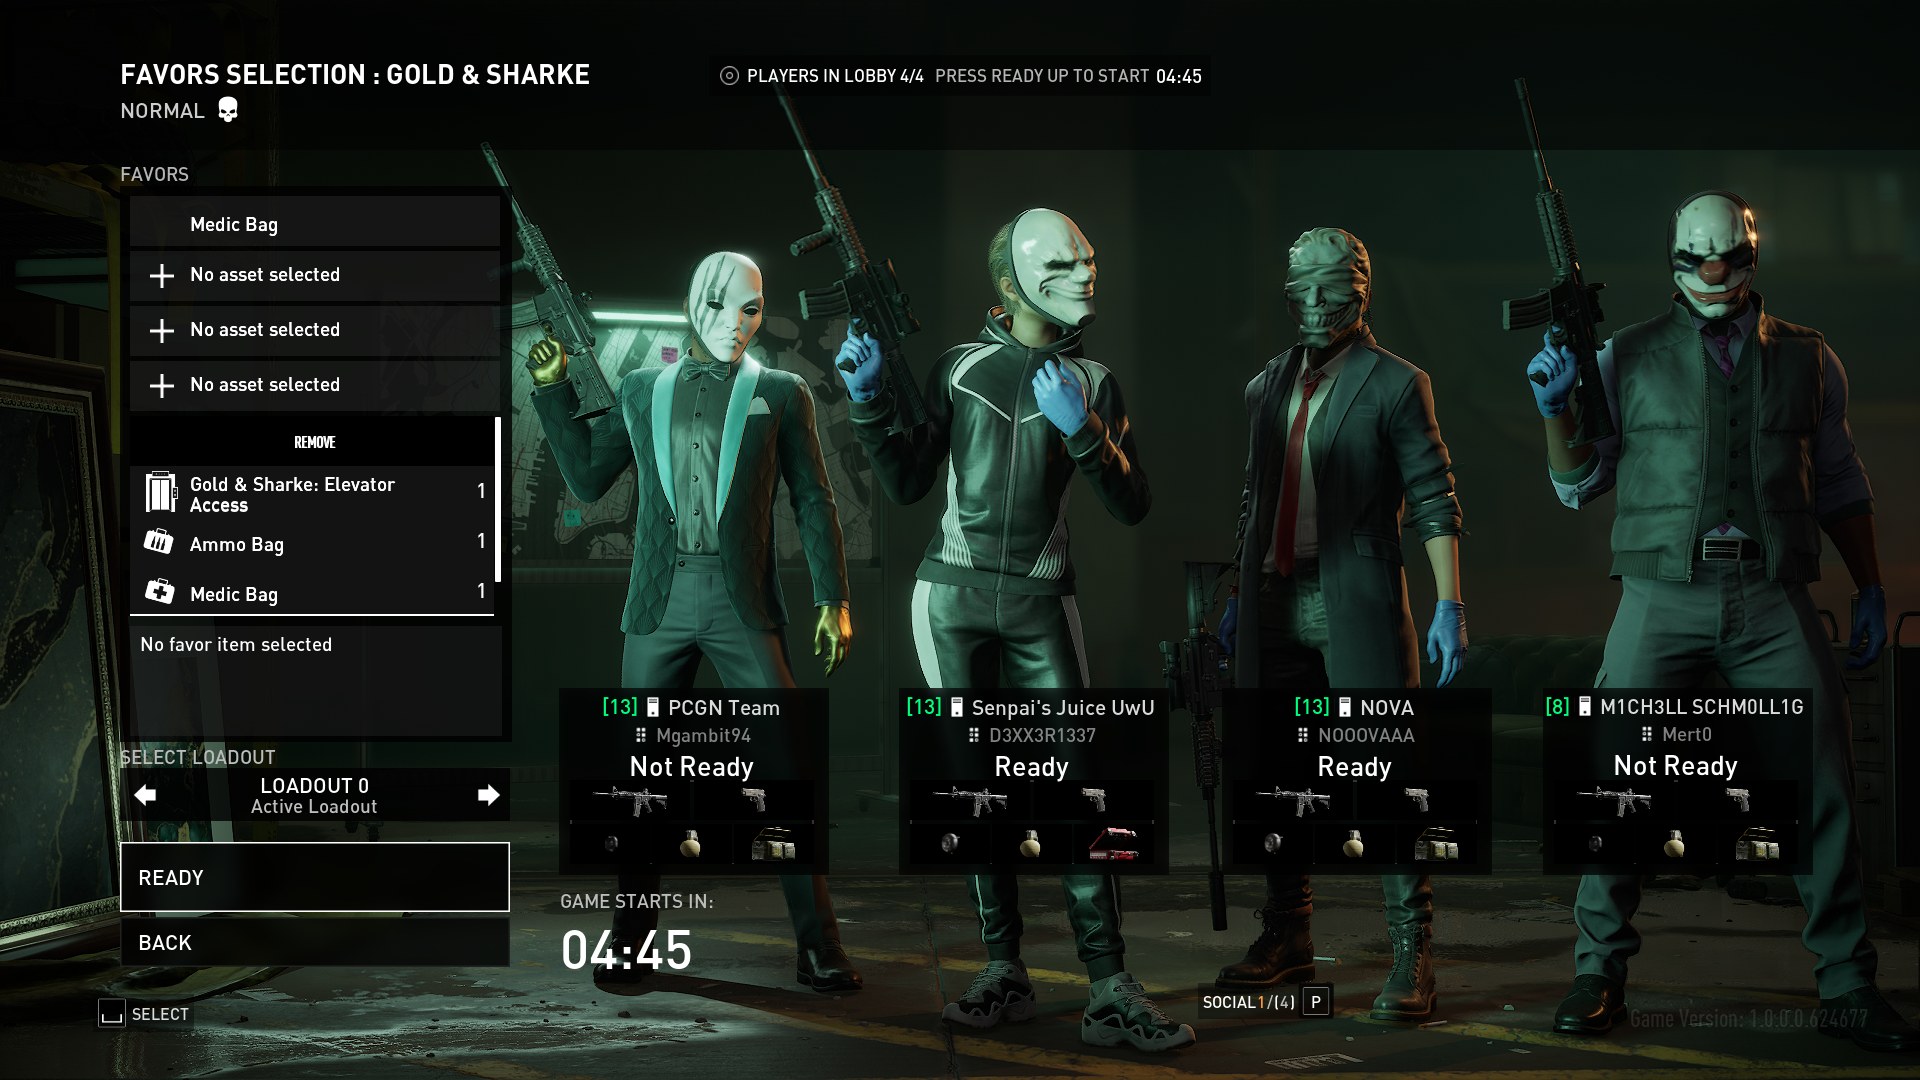 FAVORS SELECTION : GOLD & SHARKE
NORMAL
PLAYERS IN LOBBY 4/4 PRESS READY UP TO START 04:45
FAVORS
Medic Bag
No asset selected
No asset selected
No asset selected
REMOVE
Gold & Sharke: Elevator
Access
1
Ammo Bag 1
Medic Bag 1
No favor item selected
SELECT LOADOUT
LOADOUT 0
Active Loadout
READY
BACK
SELECT
[13] PCGN Team
Mgambit94
Not Ready
[13] Senpai's Juice UwU
D3XX3R1337
Ready
[13] NOVA
NOOOVAAA
Ready
[8] M1CH3LL SCHM0LL1G
Mert0
Not Ready
GAME STARTS IN:
04:45
SOCIAL 1/(4) P
Game Version: 1.0.0.0.624677